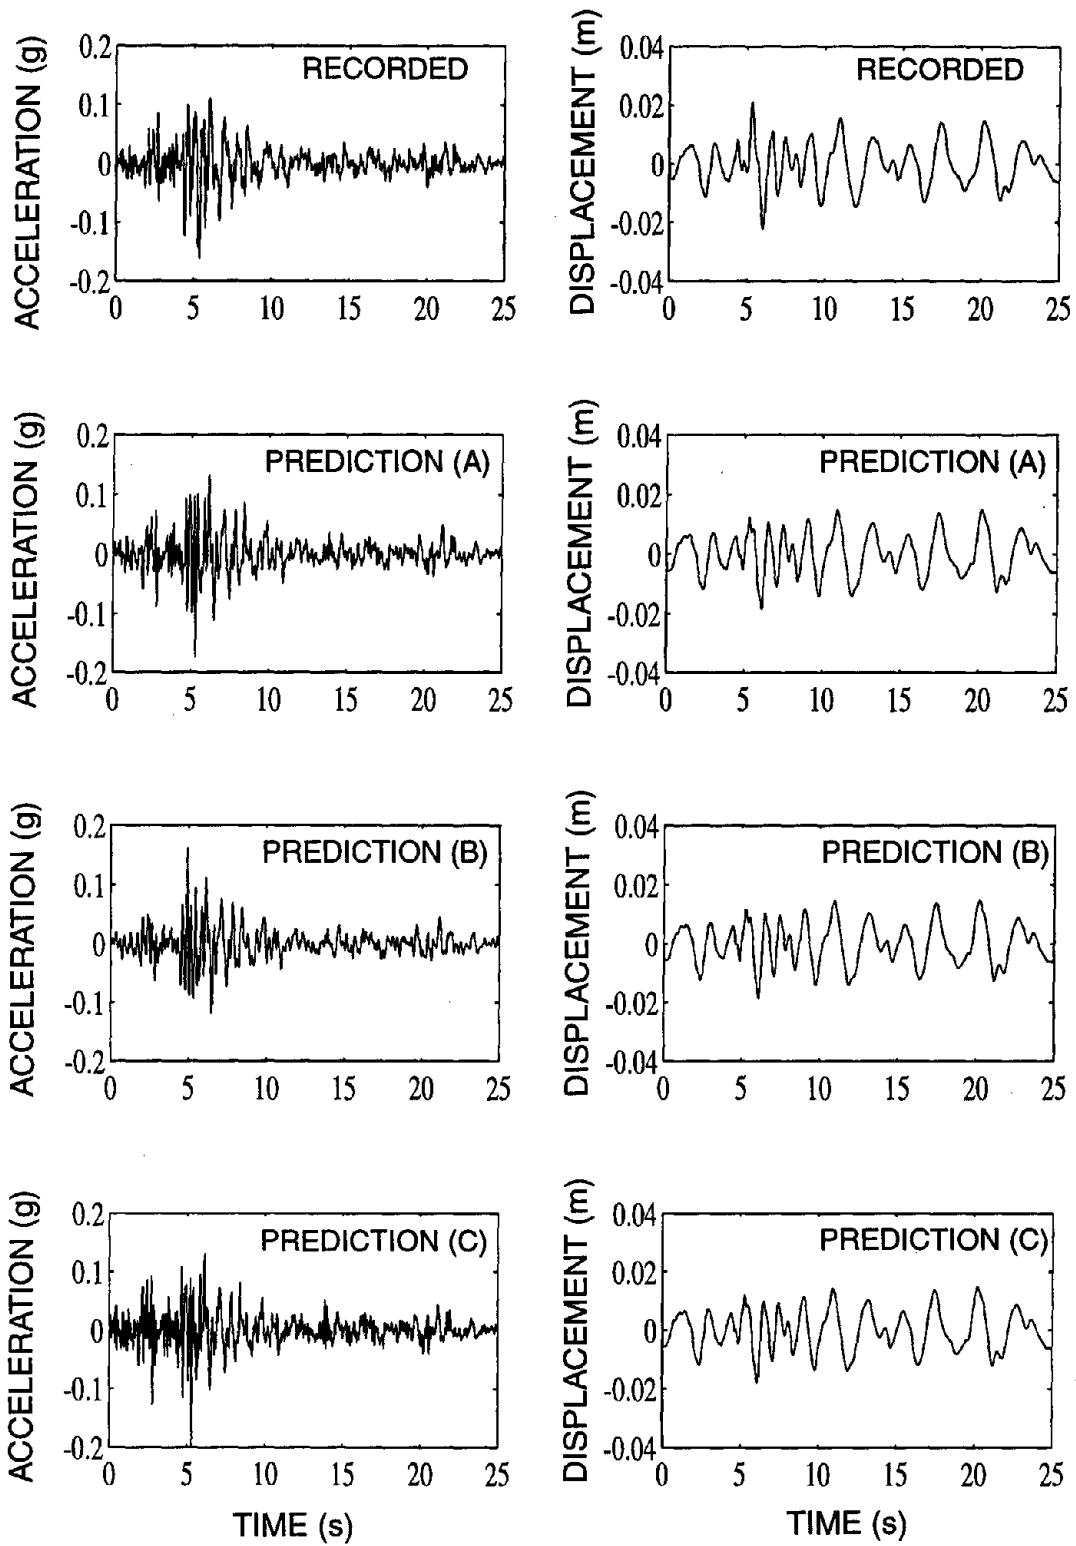 ACCELERATION (g)
0.2
0.1
0
-0.1
-0.2
RECORDED
0 5 10 15 20 25
DISPLACEMENT (m)
0.04
0.02
0
-0.02
-0.04
RECORDED
0 5 10 15 20 25
ACCELERATION (g)
0.2
0.1
0
-0.1
-0.2
PREDICTION (A)
0 5 10 15 20 25
DISPLACEMENT (m)
0.04
0.02
0
-0.02
-0.04
PREDICTION (A)
0 5 10 15 20 25
ACCELERATION (g)
0.2
0.1
0
-0.1
-0.2
PREDICTION (B)
0 5 10 15 20 25
DISPLACEMENT (m)
0.04
0.02
0
-0.02
-0.04
PREDICTION (B)
0 5 10 15 20 25
ACCELERATION (g)
0.2
0.1
0
-0.1
-0.2
PREDICTION (C)
0 5 10 15 20 25
TIME (s)
DISPLACEMENT (m)
0.04
0.02
0
-0.02
-0.04
PREDICTION (C)
0 5 10 15 20 25
TIME (s)